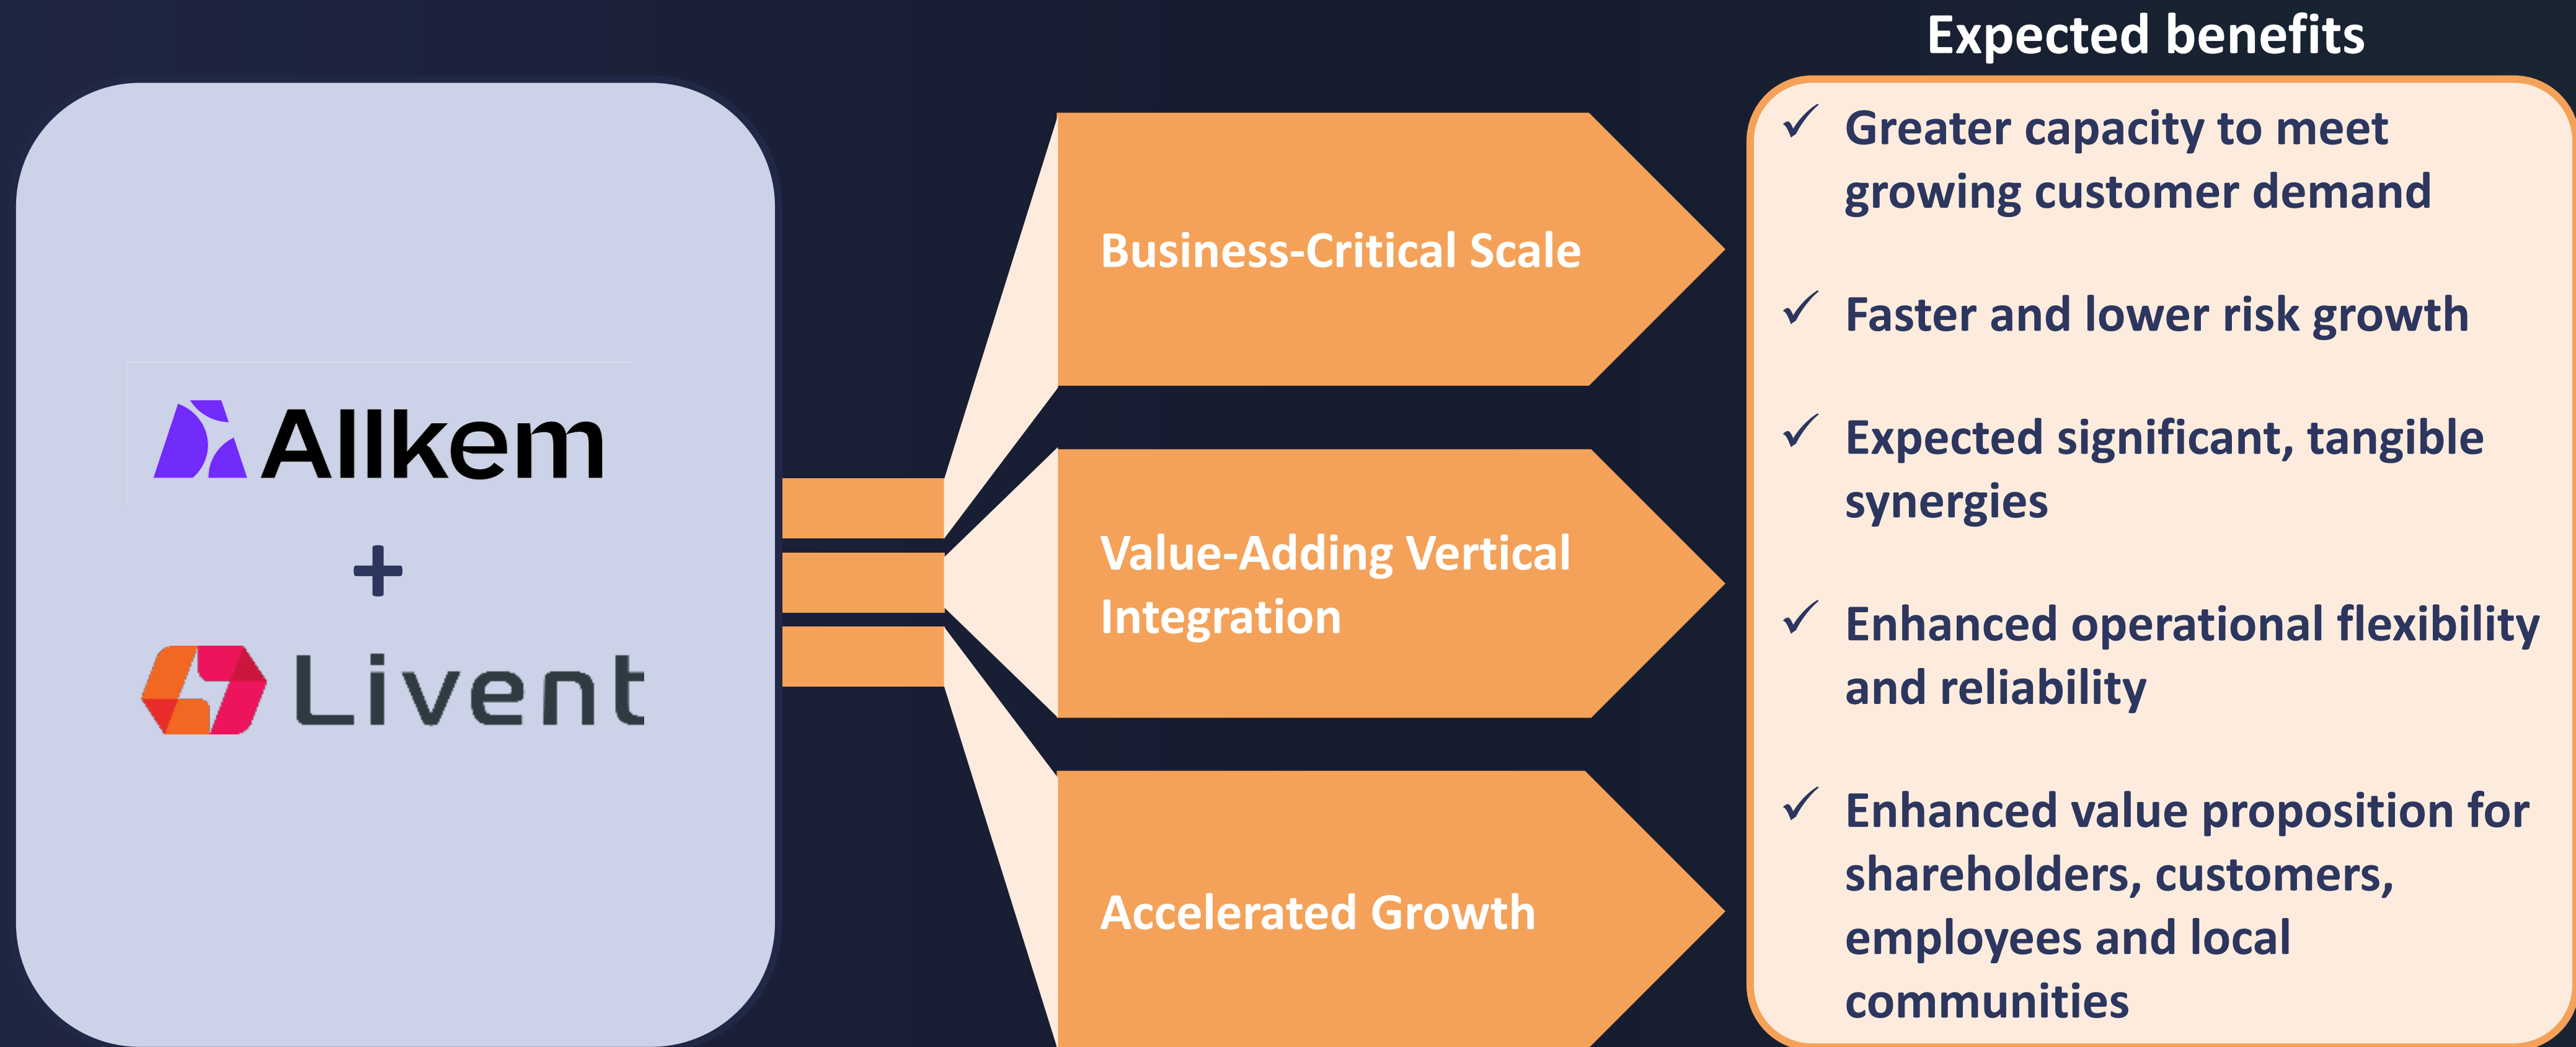 Expected benefits
Allkem
+
Livent
Business-Critical Scale
Value-Adding Vertical
Integration
Accelerated Growth
✓ Greater capacity to meet
growing customer demand
✓ Faster and lower risk growth
✓ Expected significant, tangible
synergies
✓ Enhanced operational flexibility
and reliability
✓ Enhanced value proposition for
shareholders, customers,
employees and local
communities